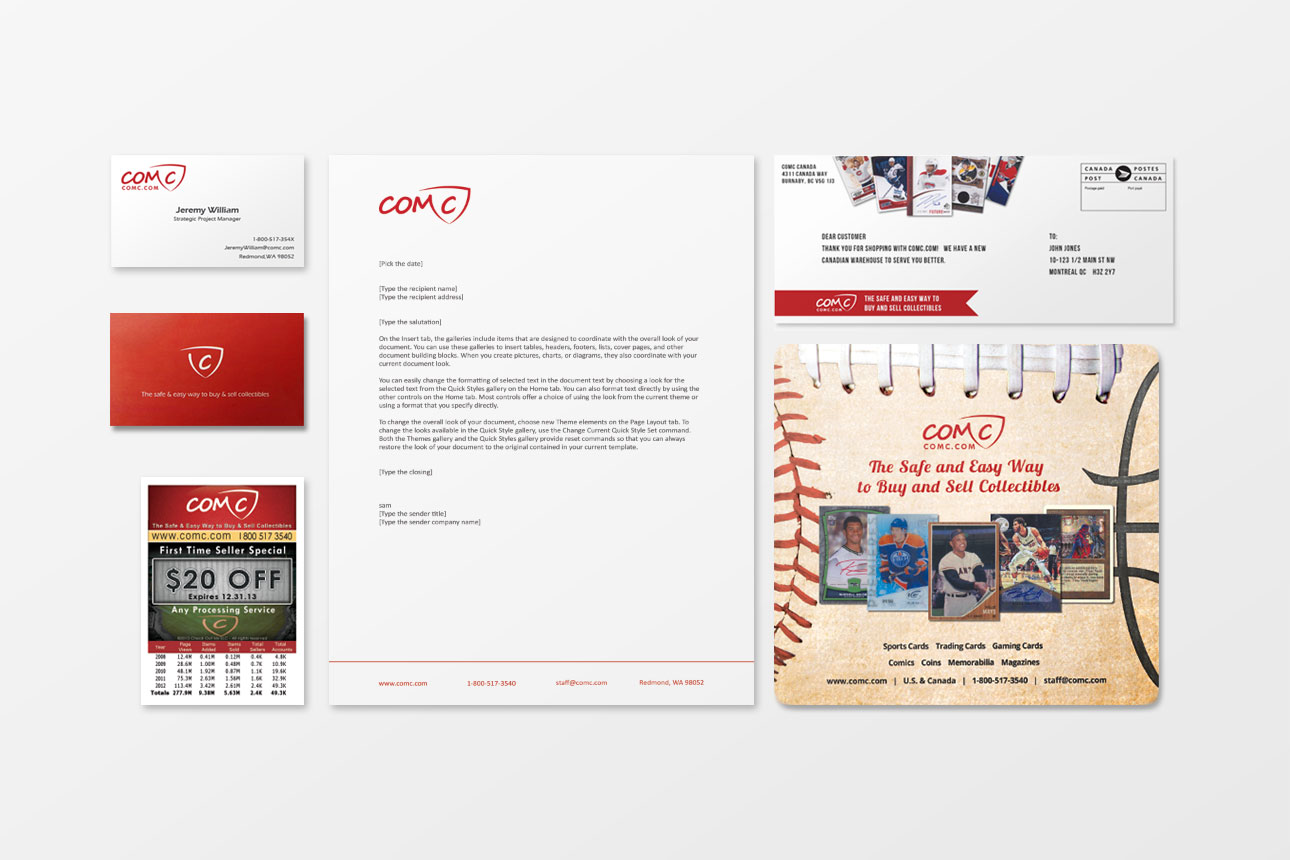 COMC
COMC.COM
Jeremy William
Strategic Project Manager
1-800-517-354X
JeremyWilliam@comc.com
Redmond,WA 98052
C
The safe & easy way to buy & sell collectibles
COMC
The Safe & Easy Way to Buy & Sell Collectibles
www.comc.com 1 800 517 3540
First Time Seller Special
$20 OFF
Expires 12.31.13
Any Processing Service
C
Year Page Views Items Added Items Sold Total Sellers Total Accounts
2008 12.4M 0.41M 0.12M 0.4K 4.8K
2009 28.6M 1.00M 0.48M 0.7K 10.9K
2010 48.1M 1.92M 0.87M 1.1K 19.6K
2011 75.3M 2.63M 1.56M 1.6K 32.9K
2012 113.4M 3.42M 2.61M 2.4K 49.3K
Totals 277.9M 9.38M 5.63M 2.4K 49.3K
COMC
[Pick the date]
[Type the recipient name]
[Type the recipient address]
[Type the salutation]
On the Insert tab, the galleries include items that are designed to coordinate with the overall look of your
document. You can use these galleries to insert tables, headers, footers, lists, cover pages, and other
document building blocks. When you create pictures, charts, or diagrams, they also coordinate with your
current document look.
You can easily change the formatting of selected text in the document text by choosing a look for the
selected text from the Quick Styles gallery on the Home tab. You can also format text directly by using the
other controls on the Home tab. Most controls offer a choice of using the look from the current theme or
using a format that you specify directly.
To change the overall look of your document, choose new Theme elements on the Page Layout tab. To
change the looks available in the Quick Style gallery, use the Change Current Quick Style Set command.
Both the Themes gallery and the Quick Styles gallery provide reset commands so that you can always
restore the look of your document to the original contained in your current template.
[Type the closing]
sam
[Type the sender title]
[Type the sender company name]
www.comc.com 1-800-517-3540 staff@comc.com Redmond, WA 98052
COMC CANADA
4311 CANADA WAY
BURNABY, BC V5G 1J3
CANADA POSTES
POST CANADA
Postage paid Port payé
DEAR CUSTOMER
THANK YOU FOR SHOPPING WITH COMC.COM! WE HAVE A NEW
CANADIAN WAREHOUSE TO SERVE YOU BETTER.
TO:
JOHN JONES
10-123 1/2 MAIN ST NW
MONTREAL QC H3Z 2Y7
COMC
COMC.COM
THE SAFE AND EASY WAY TO
BUY AND SELL COLLECTIBLES
COMC
COMC.COM
The Safe and Easy Way
to Buy and Sell Collectibles
Sports Cards Trading Cards Gaming Cards
Comics Coins Memorabilia Magazines
www.comc.com | U.S. & Canada | 1-800-517-3540 | staff@comc.com